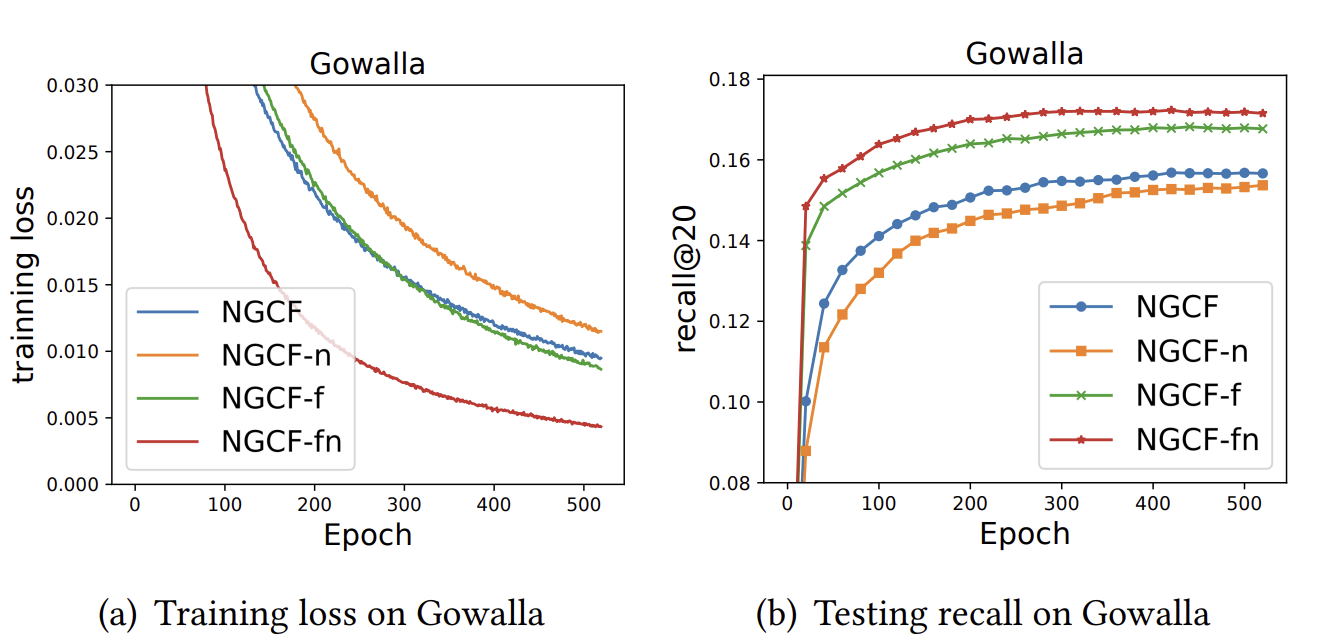 Gowalla
0.030
0.025
0.020
0.015
0.010
0.005
0.000
trainning loss
NGCF
NGCF-n
NGCF-f
NGCF-fn
0
100
200
300
400
500
Epoch
(a) Training loss on Gowalla
Gowalla
0.18
0.16
0.14
0.12
0.10
0.08
recall@20
NGCF
NGCF-n
NGCF-f
NGCF-fn
0
100
200
300
400
500
Epoch
(b) Testing recall on Gowalla